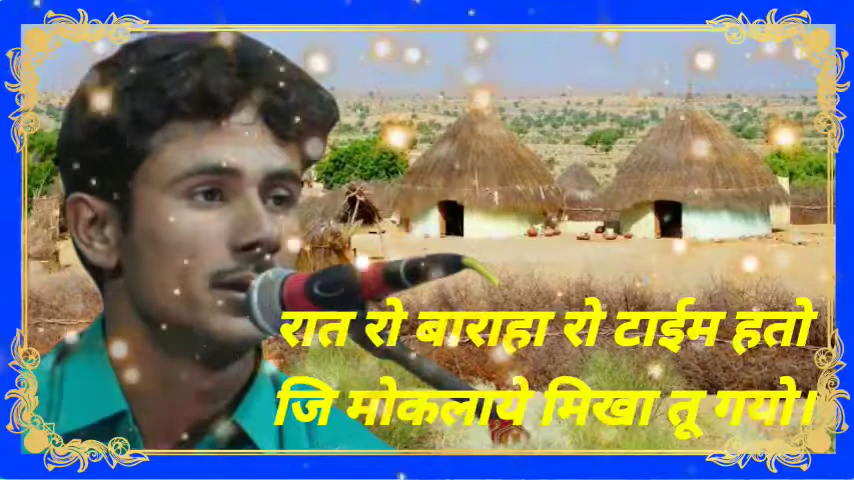 रात रो बाराहा रो टाईम हतो
जि मोकलाये मिखा तू गयो।